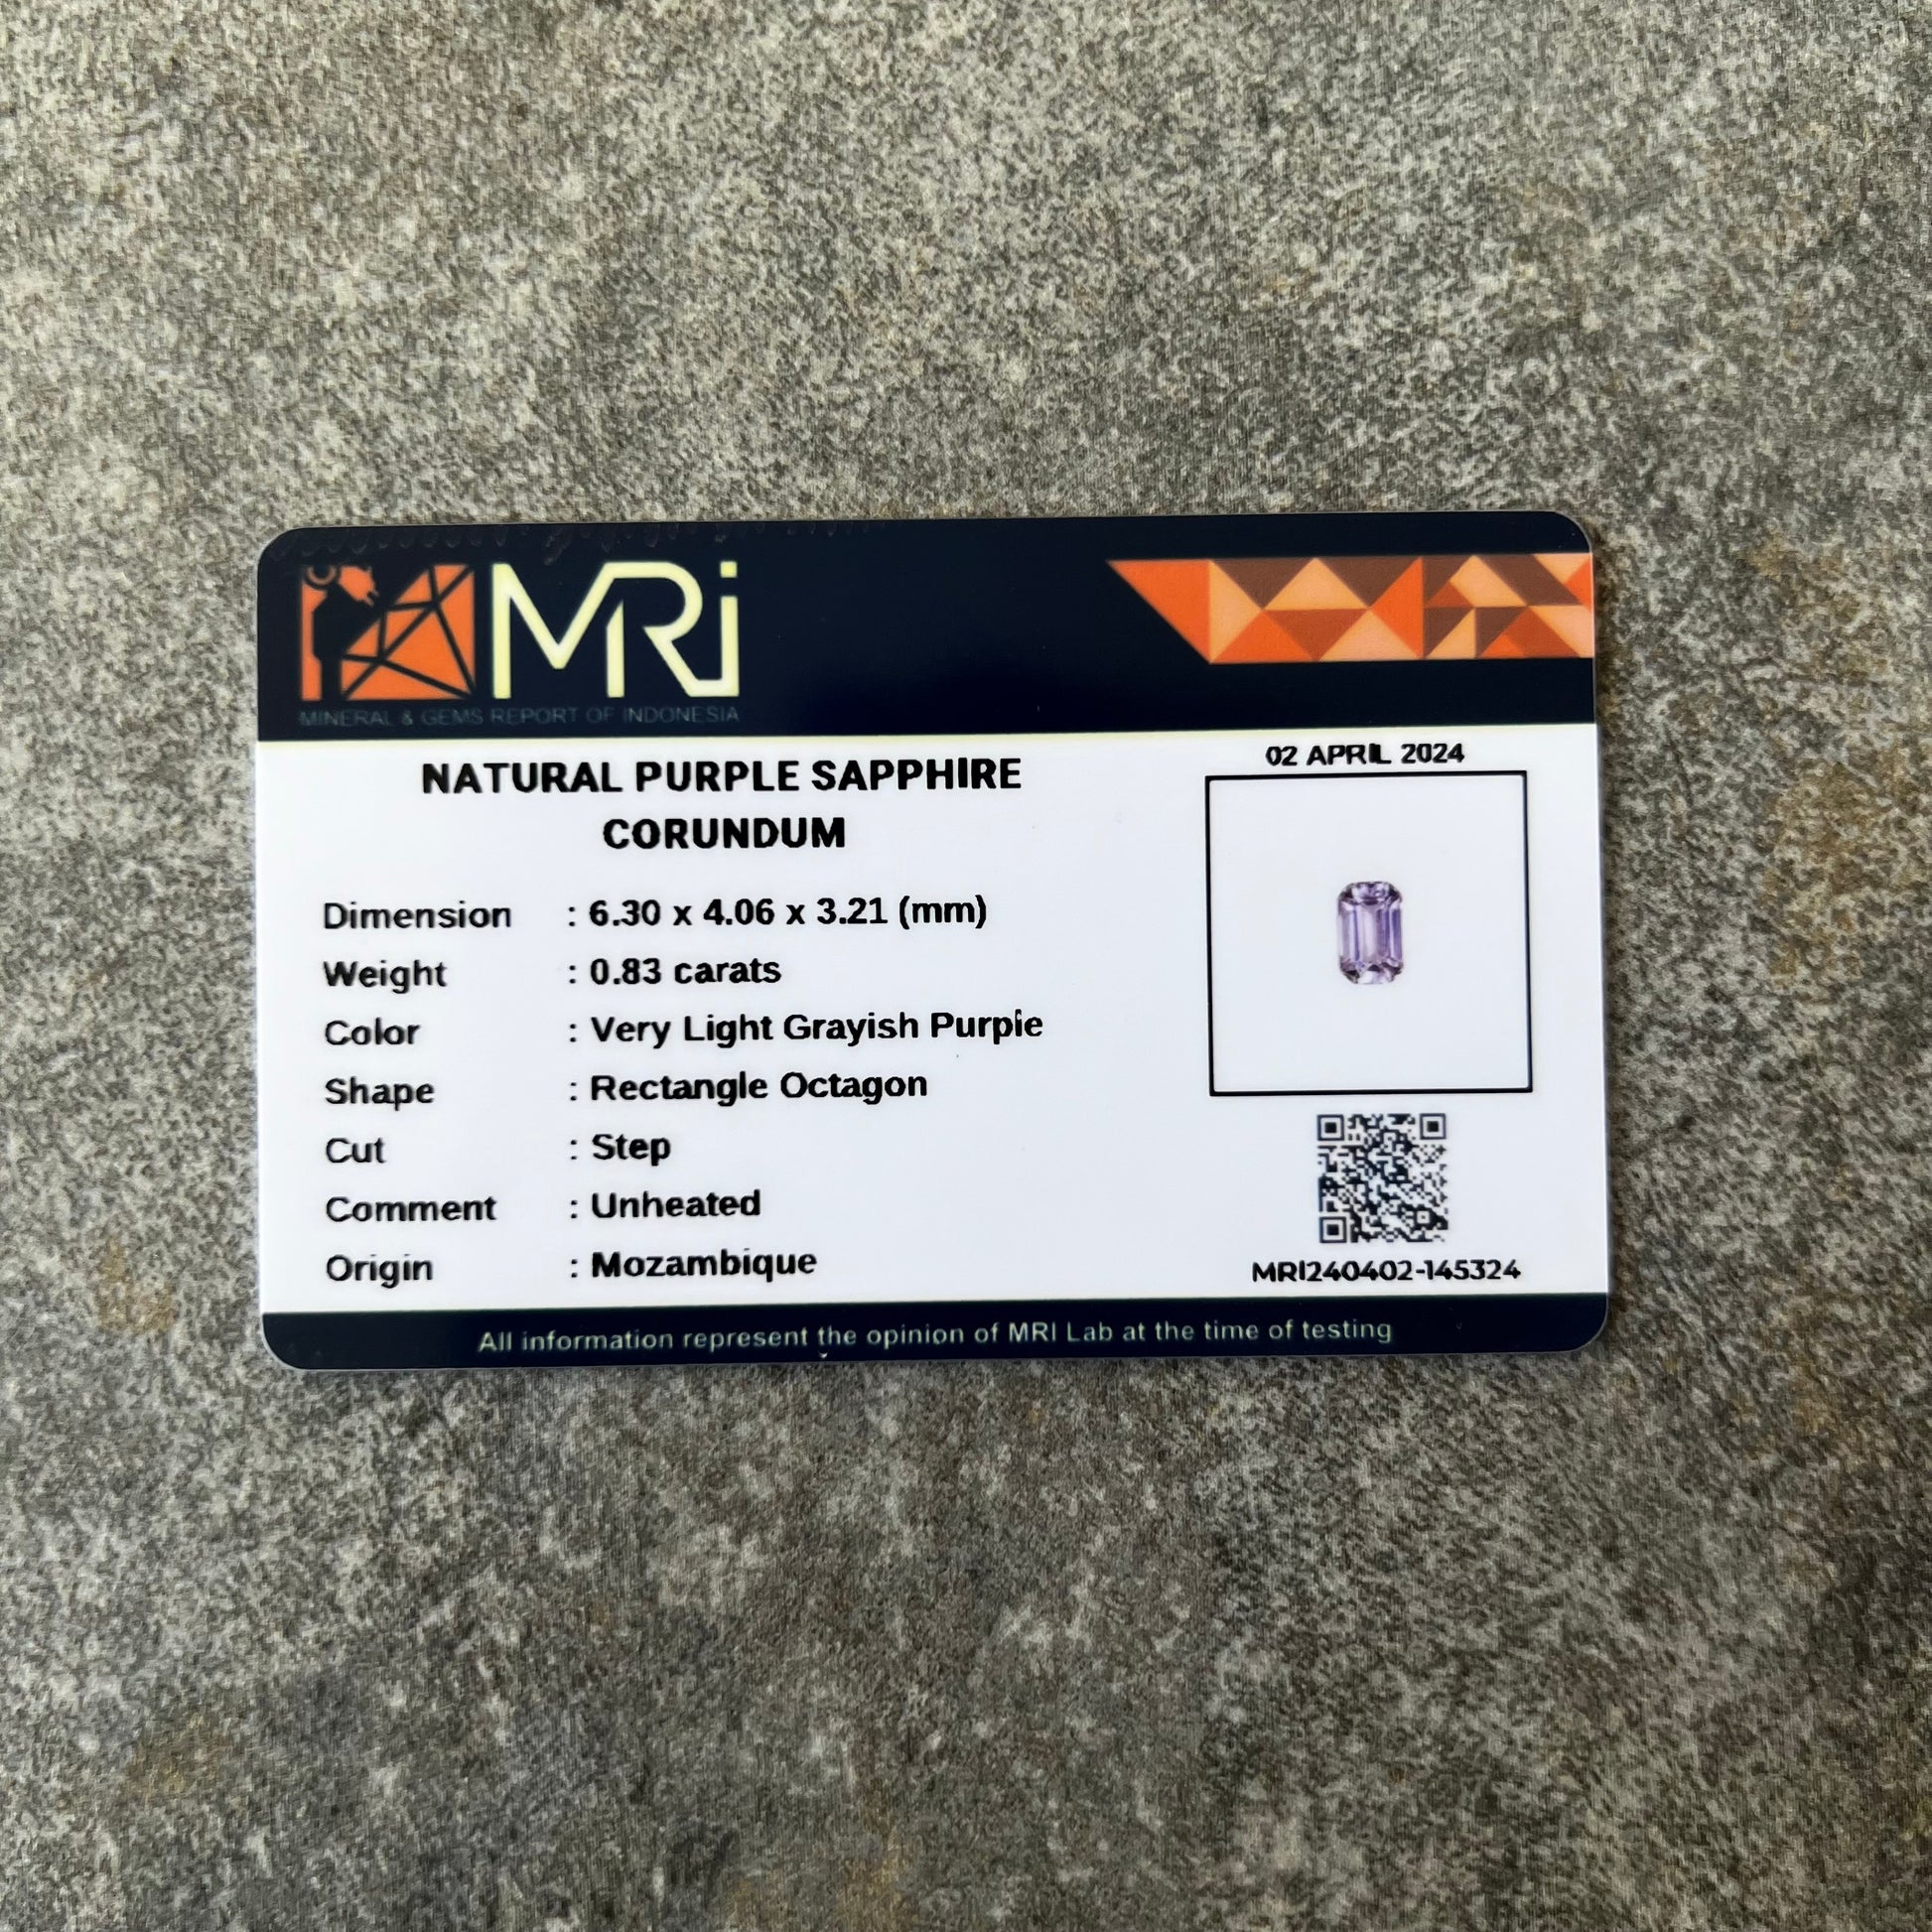 MRi
MINERAL & GEMS REPORT OF INDONESIA
NATURAL PURPLE SAPPHIRE
CORUNDUM
Dimension : 6.30 x 4.06 x 3.21 (mm)
Weight : 0.83 carats
Color : Very Light Grayish Purple
Shape : Rectangle Octagon
Cut : Step
Comment : Unheated
Origin : Mozambique
02 APRIL 2024
MRI240402-145324
All information represent the opinion of MRI Lab at the time of testing